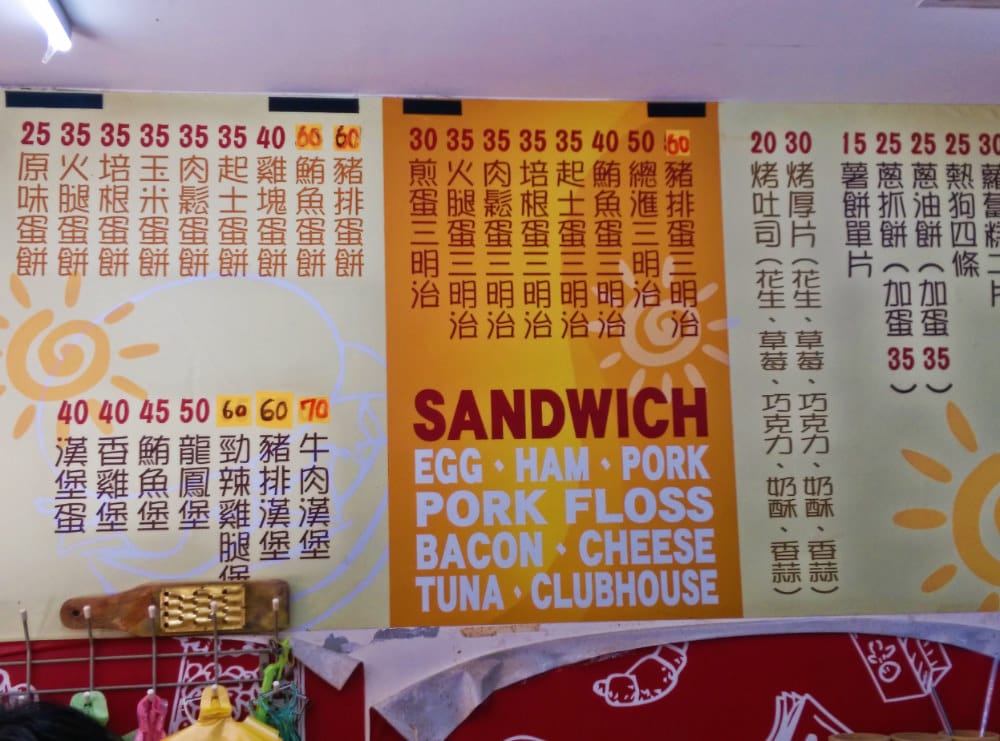 25 原味蛋餅
35 火腿蛋餅
35 培根蛋餅
35 玉米蛋餅
35 肉鬆蛋餅
35 起士蛋餅
40 雞塊蛋餅
60 鮪魚蛋餅
60 豬排蛋餅
40 漢堡蛋
40 香雞堡
45 鮪魚堡
50 龍鳳堡
60 勁辣雞腿堡
60 豬排漢堡
70 牛肉漢堡
30 煎蛋三明治
35 火腿蛋三明治
35 肉鬆蛋三明治
35 培根蛋三明治
35 起士蛋三明治
40 鮪魚蛋三明治
50 總滙三明治
60 豬排蛋三明治
SANDWICH
EGG · HAM · PORK
PORK FLOSS
BACON · CHEESE
TUNA · CLUBHOUSE
20 烤吐司(花生、草莓、巧克力、奶酥、香蒜)
30 烤厚片(花生、草莓、巧克力、奶酥、香蒜)
15 薯餅單片
25 蔥抓餅(加蛋35)
25 蔥油餅(加蛋35)
25 熱狗四條
30 蘿蔔糕二片